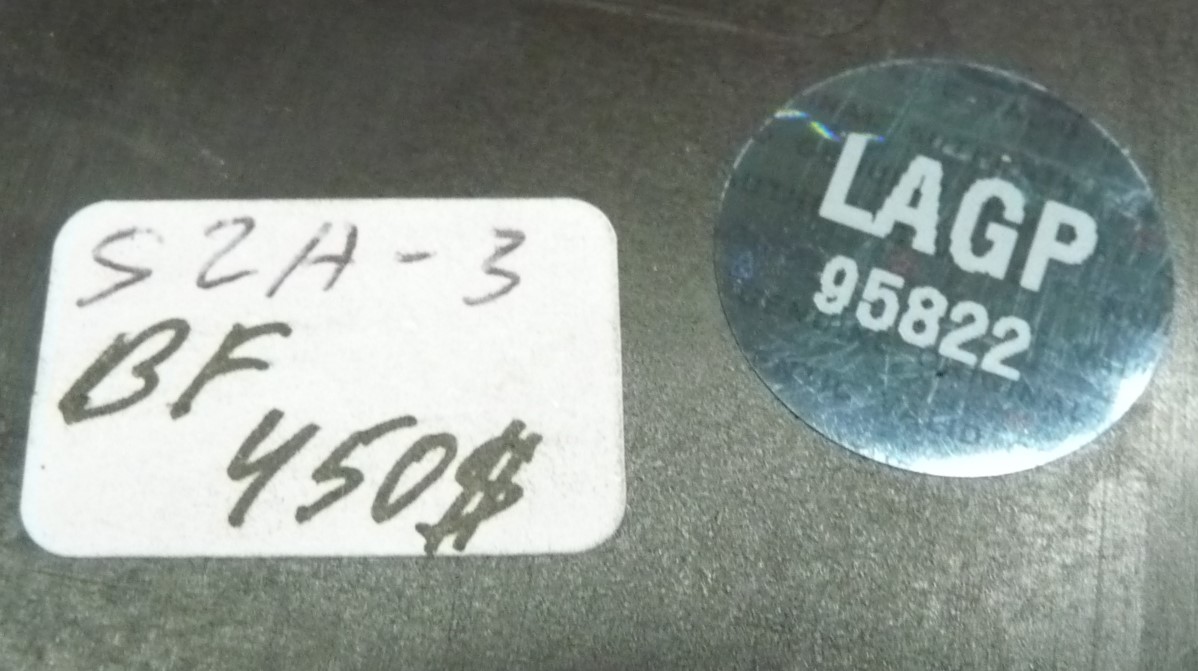 S2A-3
BF
450$
LAGP
95822